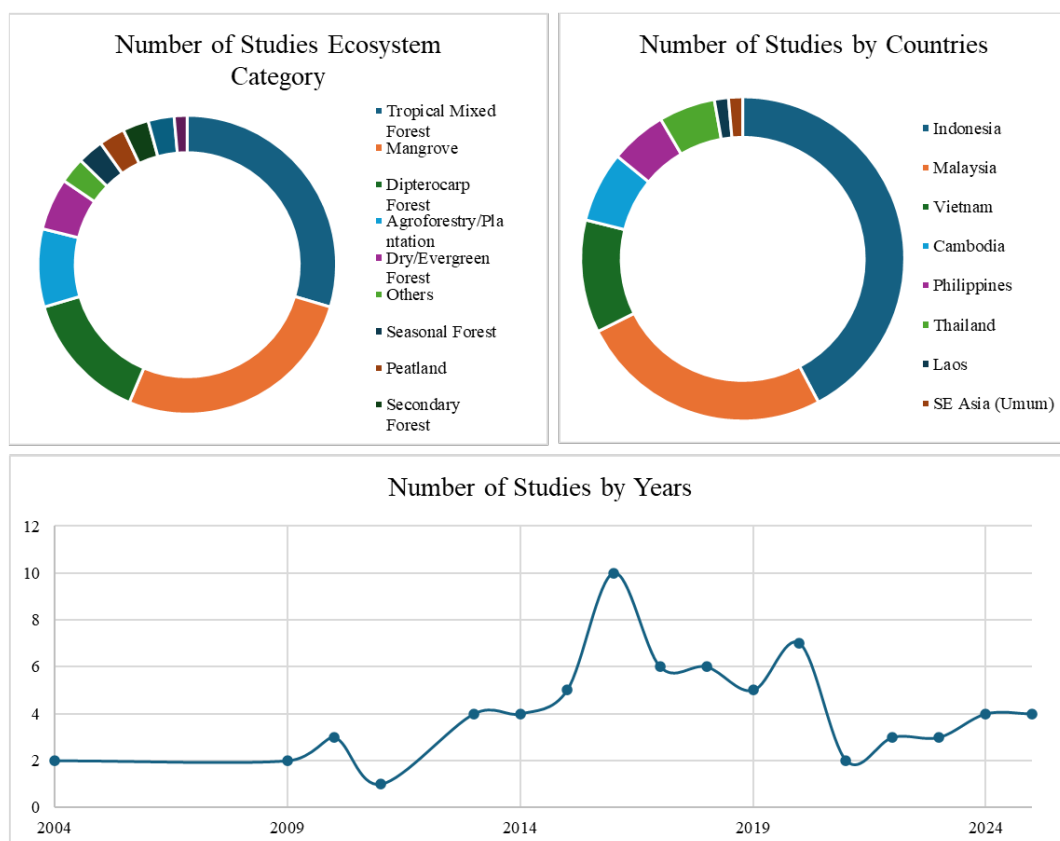 Number of Studies Ecosystem
Category
Tropical Mixed
Forest
Mangrove
Dipterocarp
Forest
Agroforestry/Pla
ntation
Dry/Evergreen
Forest
Others
Seasonal Forest
Peatland
Secondary
Forest
Number of Studies by Countries
Indonesia
Malaysia
Vietnam
Cambodia
Philippines
Thailand
Laos
SE Asia (Umum)
Number of Studies by Years
12
10
8
6
4
2
0
2004 2009 2014 2019 2024